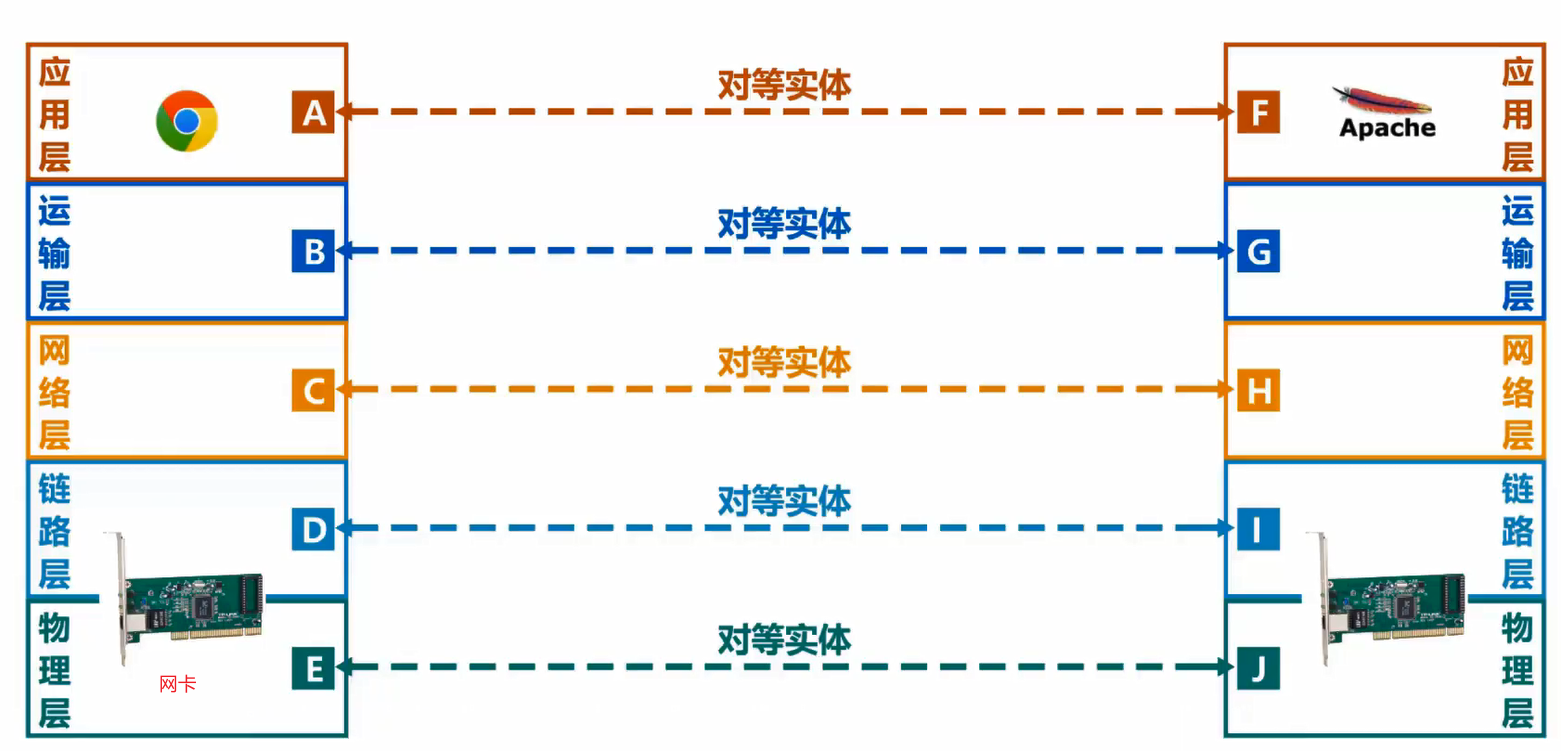 应用层
A
对等实体
F
Apache
应用层
运输层
B
对等实体
G
运输层
网络层
C
对等实体
H
网络层
链路层
D
对等实体
I
链路层
物理层
网卡
E
对等实体
J
物理层